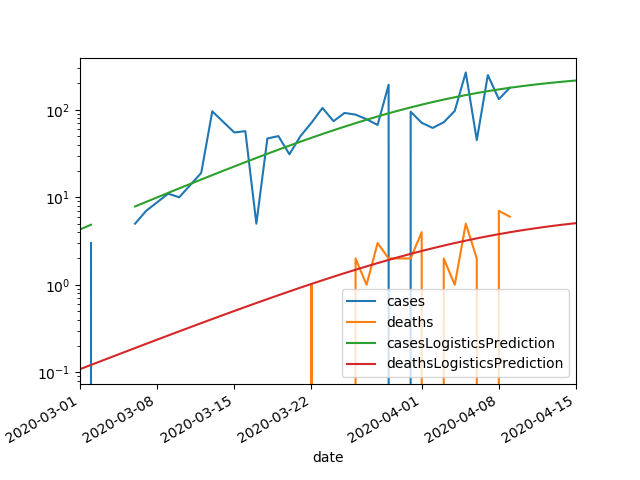 10²
10¹
10⁰
10⁻¹
2020-03-01
2020-03-08
2020-03-15
2020-03-22
2020-04-01
2020-04-08
2020-04-15
date
cases
deaths
casesLogisticsPrediction
deathsLogisticsPrediction